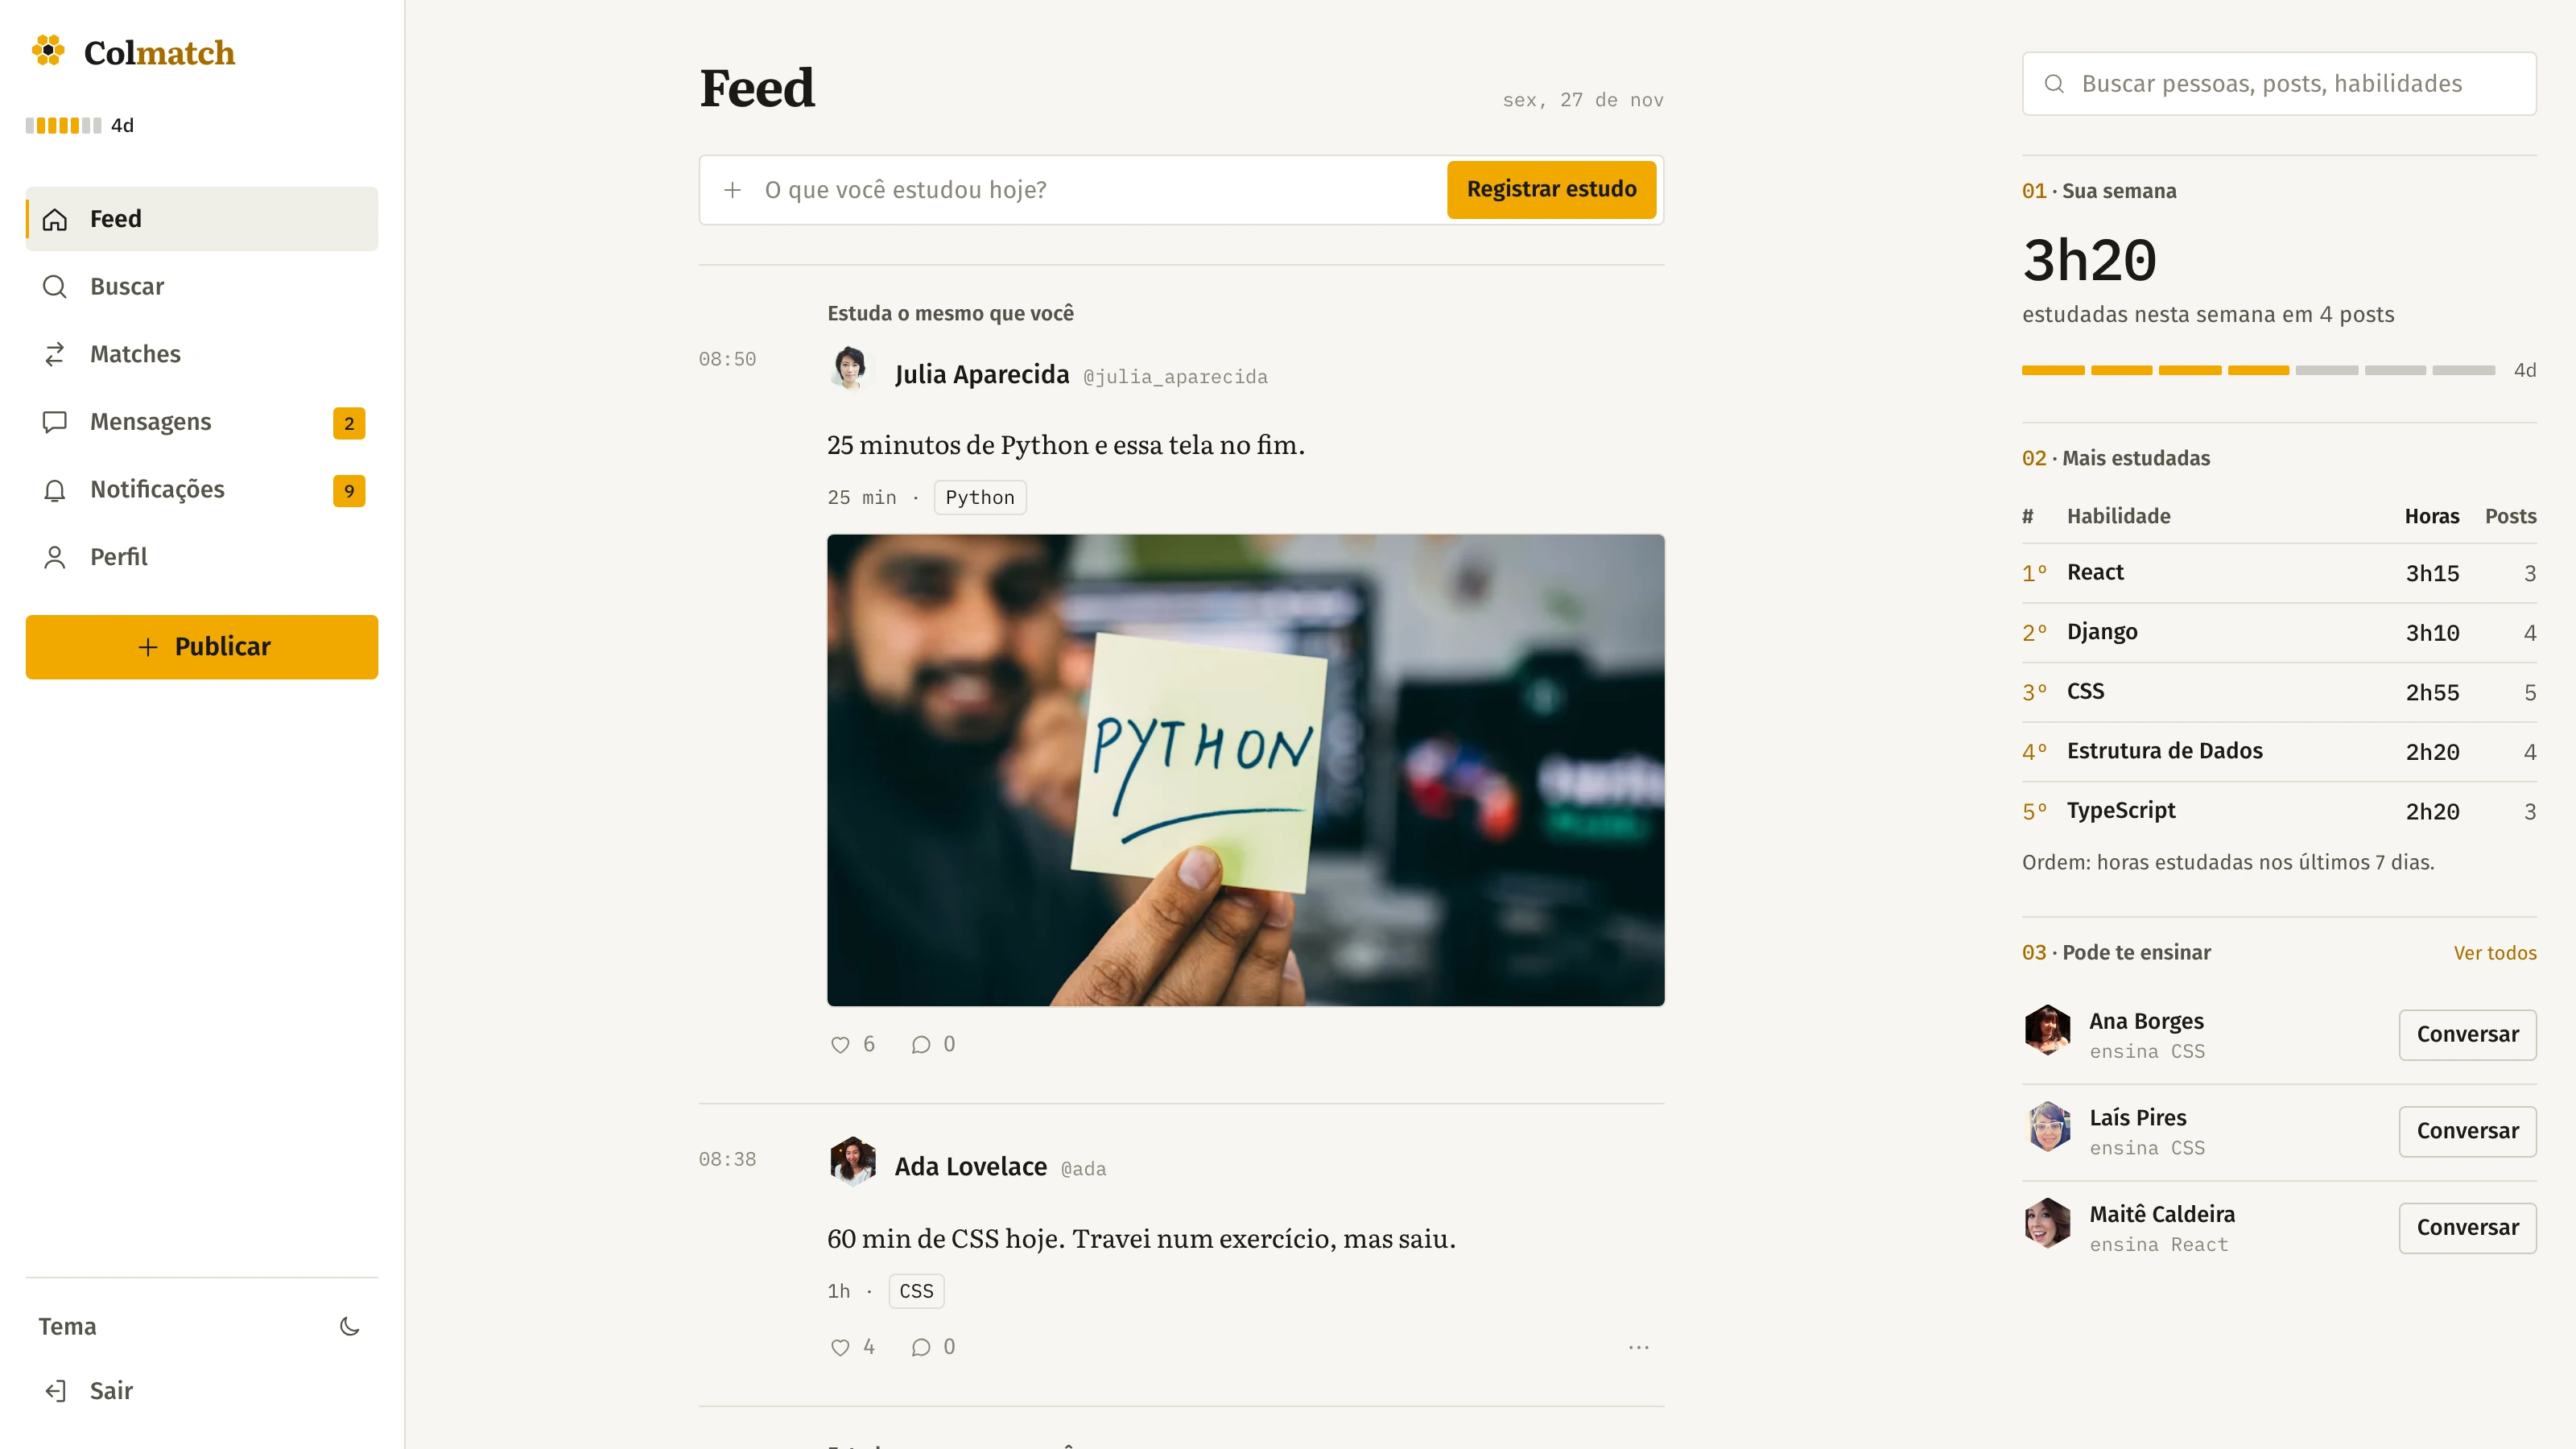 Colmatch
4d
Feed
Buscar
Matches
Mensagens 2
Notificações 9
Perfil
+ Publicar
Tema
Sair
Feed
sex, 27 de nov
+ O que você estudou hoje?
Registrar estudo
Estuda o mesmo que você
08:50
Julia Aparecida @julia_aparecida
25 minutos de Python e essa tela no fim.
25 min · Python
PYTHON
6 0
08:38
Ada Lovelace @ada
60 min de CSS hoje. Travei num exercício, mas saiu.
1h · CSS
4 0 ...
Buscar pessoas, posts, habilidades
01 · Sua semana
3h20
estudadas nesta semana em 4 posts
4d
02 · Mais estudadas
# Habilidade Horas Posts
1º React 3h15 3
2º Django 3h10 4
3º CSS 2h55 5
4º Estrutura de Dados 2h20 4
5º TypeScript 2h20 3
Ordem: horas estudadas nos últimos 7 dias.
03 · Pode te ensinar Ver todos
Ana Borges
ensina CSS
Conversar
Laís Pires
ensina CSS
Conversar
Maitê Caldeira
ensina React
Conversar